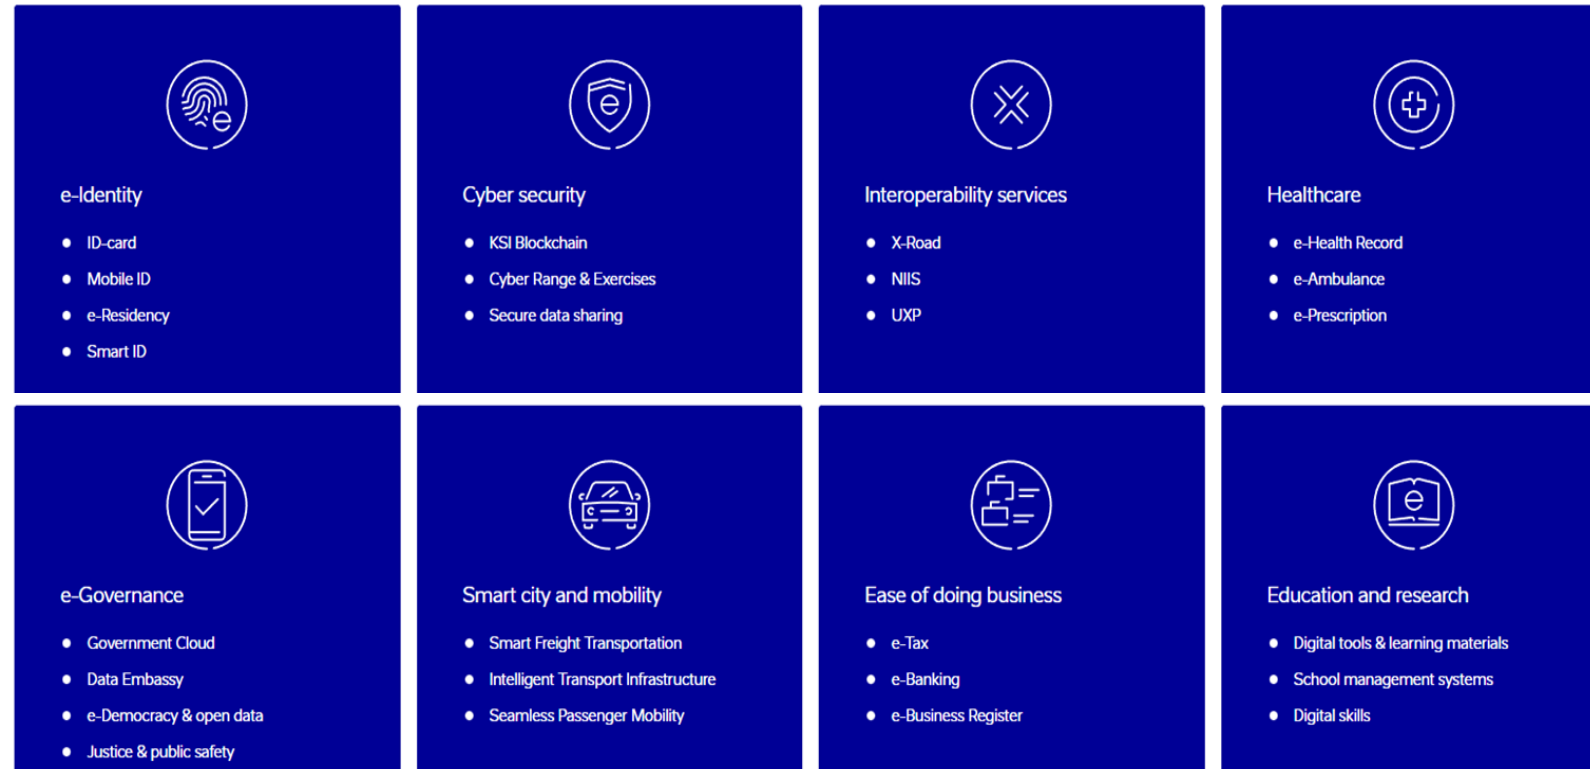 e
e-Identity
ID-card
Mobile ID
e-Residency
Smart ID
e
Cyber security
KSI Blockchain
Cyber Range & Exercises
Secure data sharing
Interoperability services
X-Road
NIIS
UXP
Healthcare
e-Health Record
e-Ambulance
e-Prescription
e-Governance
Government Cloud
Data Embassy
e-Democracy & open data
Justice & public safety
Smart city and mobility
Smart Freight Transportation
Intelligent Transport Infrastructure
Seamless Passenger Mobility
Ease of doing business
e-Tax
e-Banking
e-Business Register
e
Education and research
Digital tools & learning materials
School management systems
Digital skills